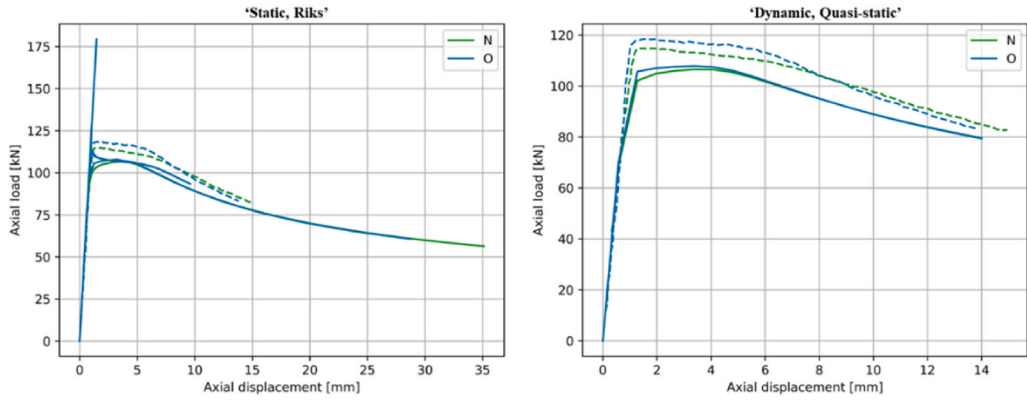 ‘Static, Riks’
N
O
175
150
125
100
75
50
25
0
Axial load [kN]
0 5 10 15 20 25 30 35
Axial displacement [mm]
‘Dynamic, Quasi-static’
N
O
120
100
80
60
40
20
0
Axial load [kN]
0 2 4 6 8 10 12 14
Axial displacement [mm]